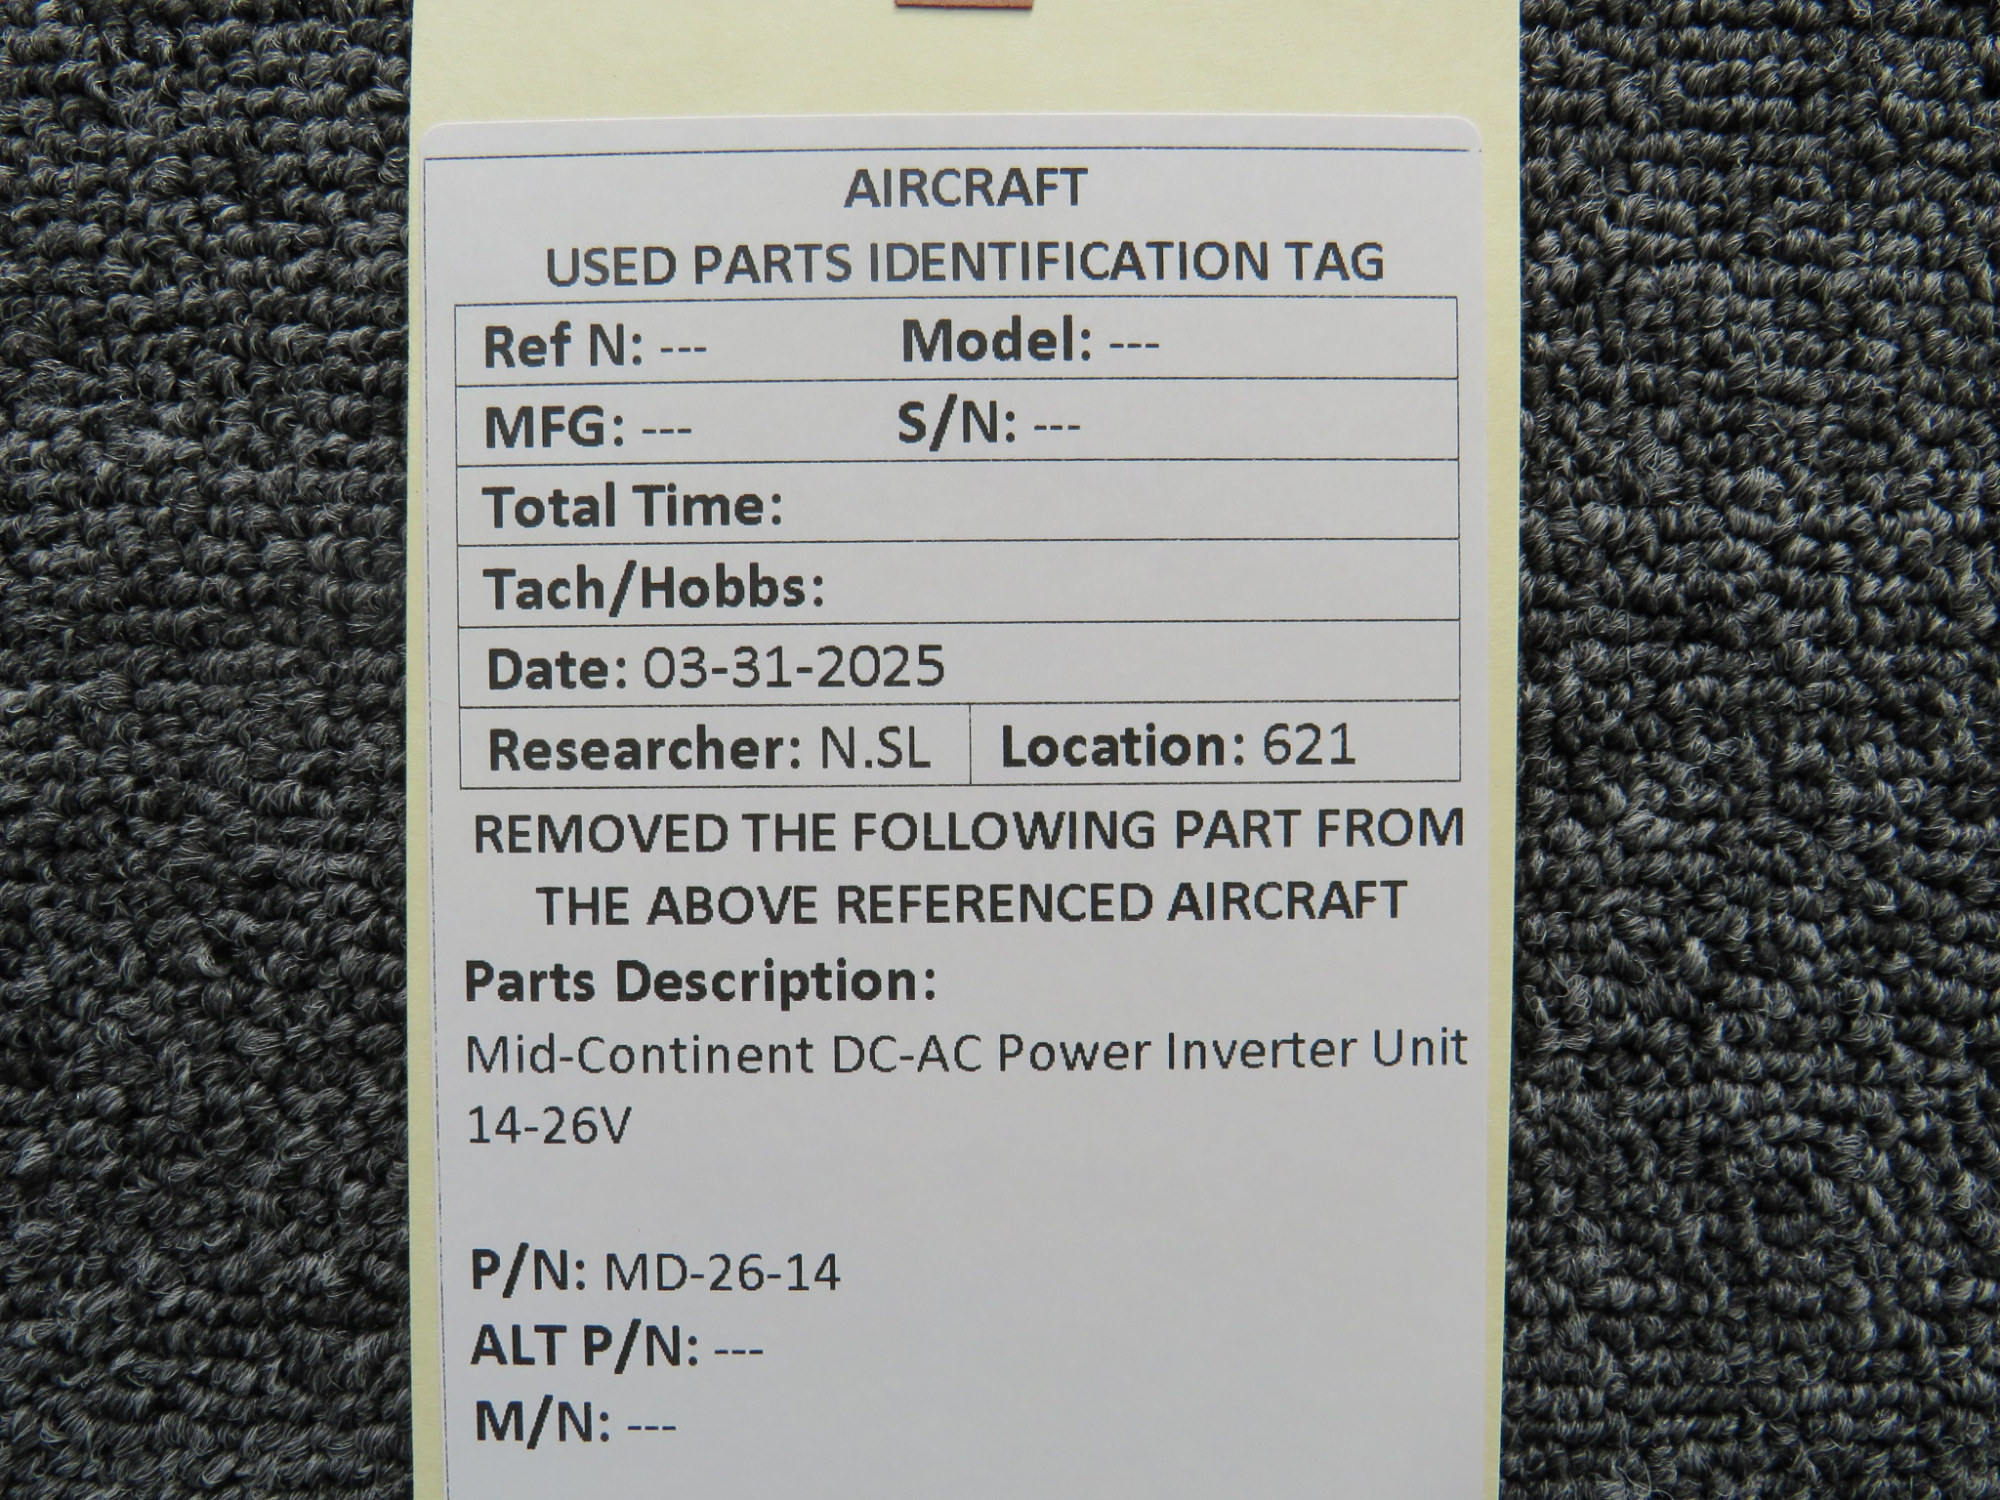 AIRCRAFT
USED PARTS IDENTIFICATION TAG
Ref N: --- Model: ---
MFG: --- S/N: ---
Total Time:
Tach/Hobbs:
Date: 03-31-2025
Researcher: N.SL Location: 621
REMOVED THE FOLLOWING PART FROM
THE ABOVE REFERENCED AIRCRAFT
Parts Description:
Mid-Continent DC-AC Power Inverter Unit
14-26V
P/N: MD-26-14
ALT P/N: ---
M/N: ---